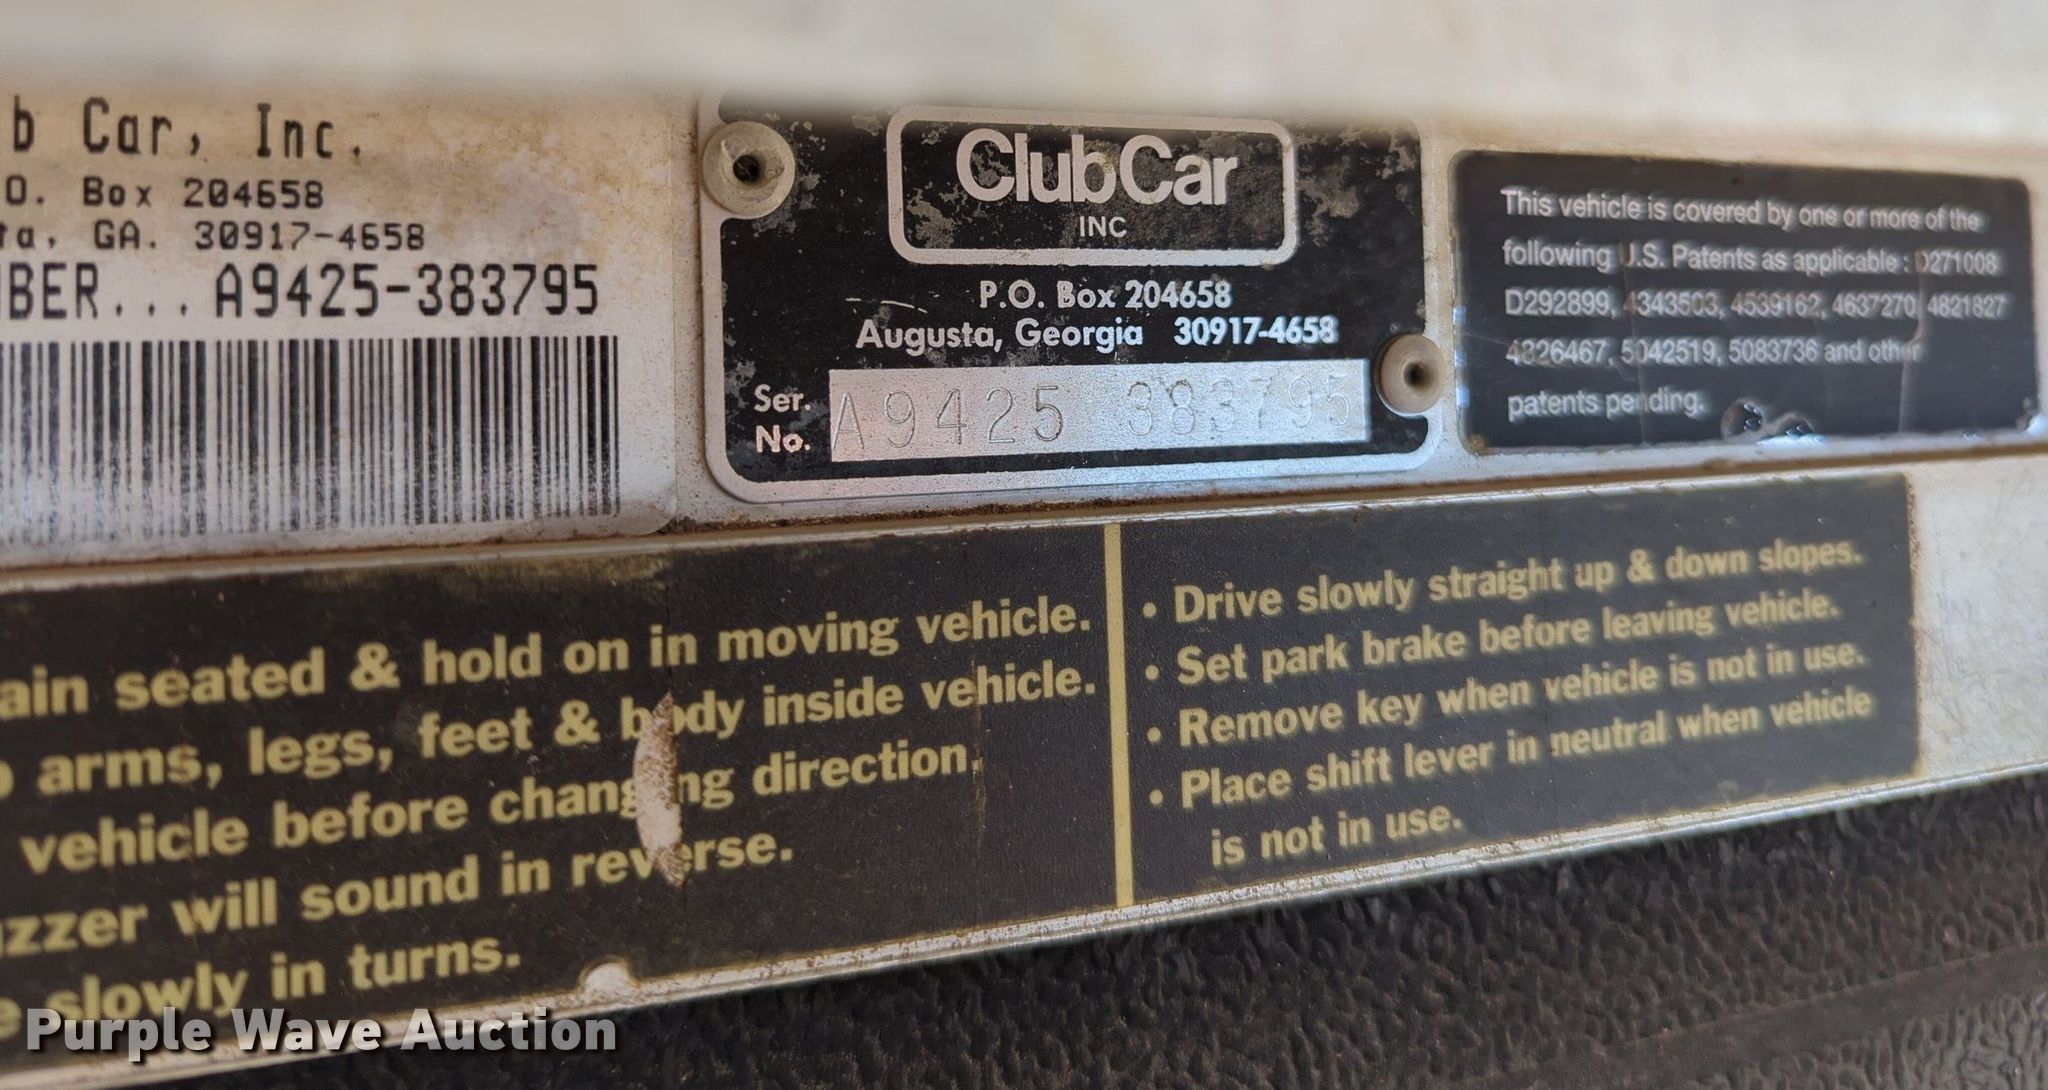 b Car, Inc.
O. Box 204658
ta, GA. 30917-4658
BER... A9425-383795
ClubCar
INC
P.O. Box 204658
Augusta, Georgia 30917-4658
Ser.
No.
A9425 383795
This vehicle is covered by one or more of the
following U.S. Patents as applicable : D271008
D292899, 4343503, 4539162, 4637270, 4821827
4826467, 5042519, 5083736 and other
patents pending.
ain seated & hold on in moving vehicle.
p arms, legs, feet & body inside vehicle.
vehicle before changing direction.
uzzer will sound in reverse.
e slowly in turns.
• Drive slowly straight up & down slopes.
• Set park brake before leaving vehicle.
• Remove key when vehicle is not in use.
• Place shift lever in neutral when vehicle
is not in use.
Purple Wave Auction